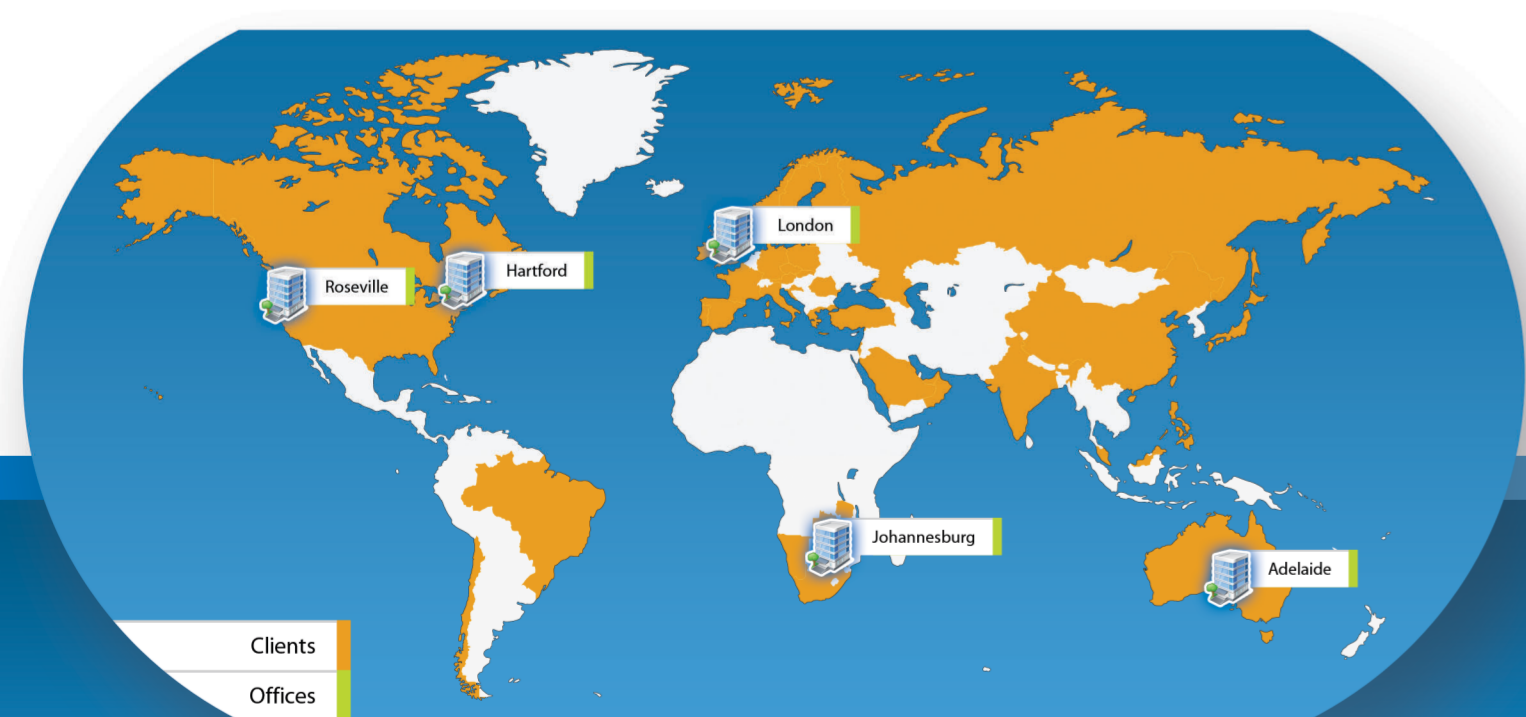 London
Hartford
Roseville
Johannesburg
Adelaide
Clients
Offices